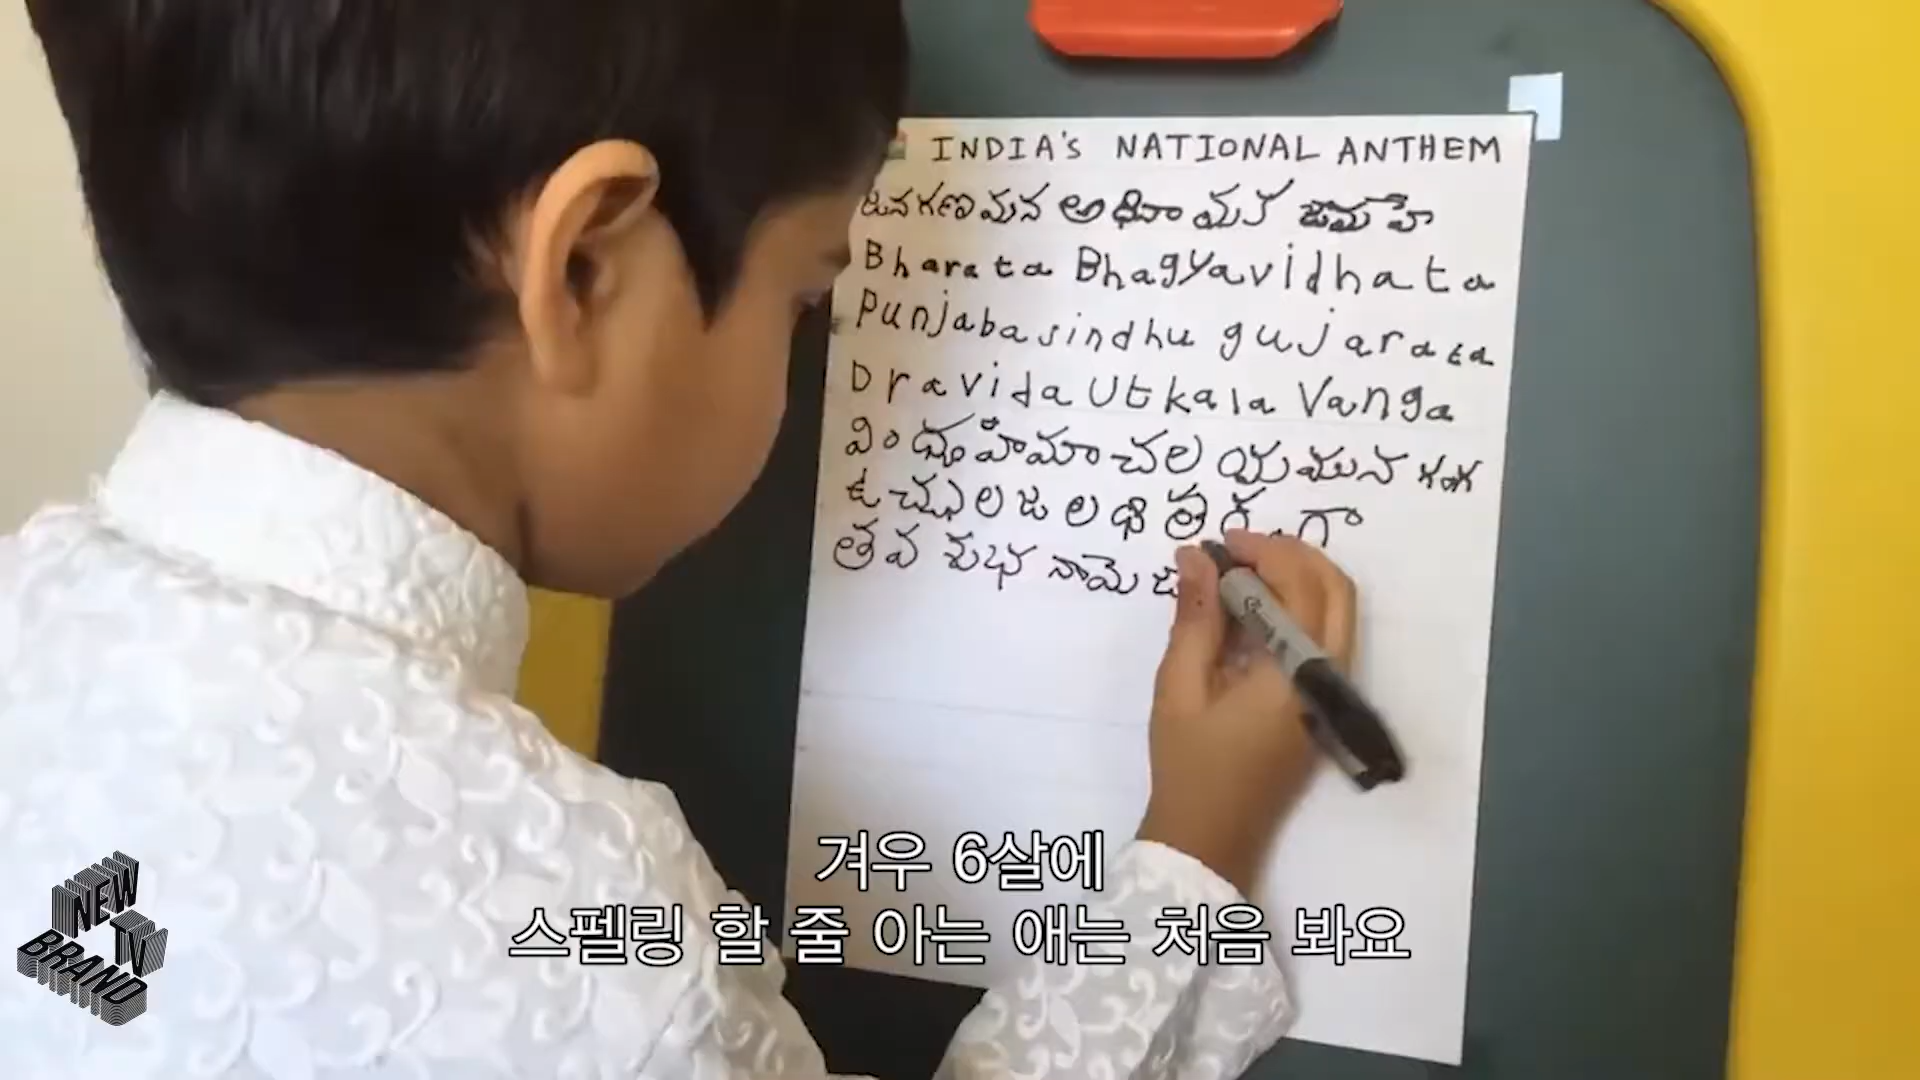 INDIA'S NATIONAL ANTHEM
జనగణమన అధినాయక జయహే
Bharata Bhagyavidhata
Punjaba sindhu gujarata
Dravida Utkala Vanga
వింధ్యహిమాచల యమున గంగ
ఉచ్ఛలజలధి తరంగా
తవ శుభ నామె
겨우 6살에
스펠링 할 줄 아는 애는 처음 봐요
NEW
TV
BRAND